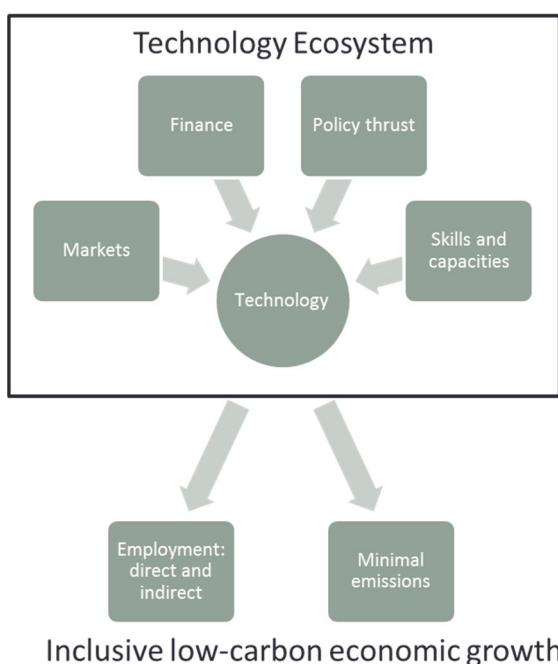 Technology Ecosystem
Finance
Policy thrust
Markets
Skills and
capacities
Technology
Employment:
direct and
indirect
Minimal
emissions
Inclusive low-carbon economic growth